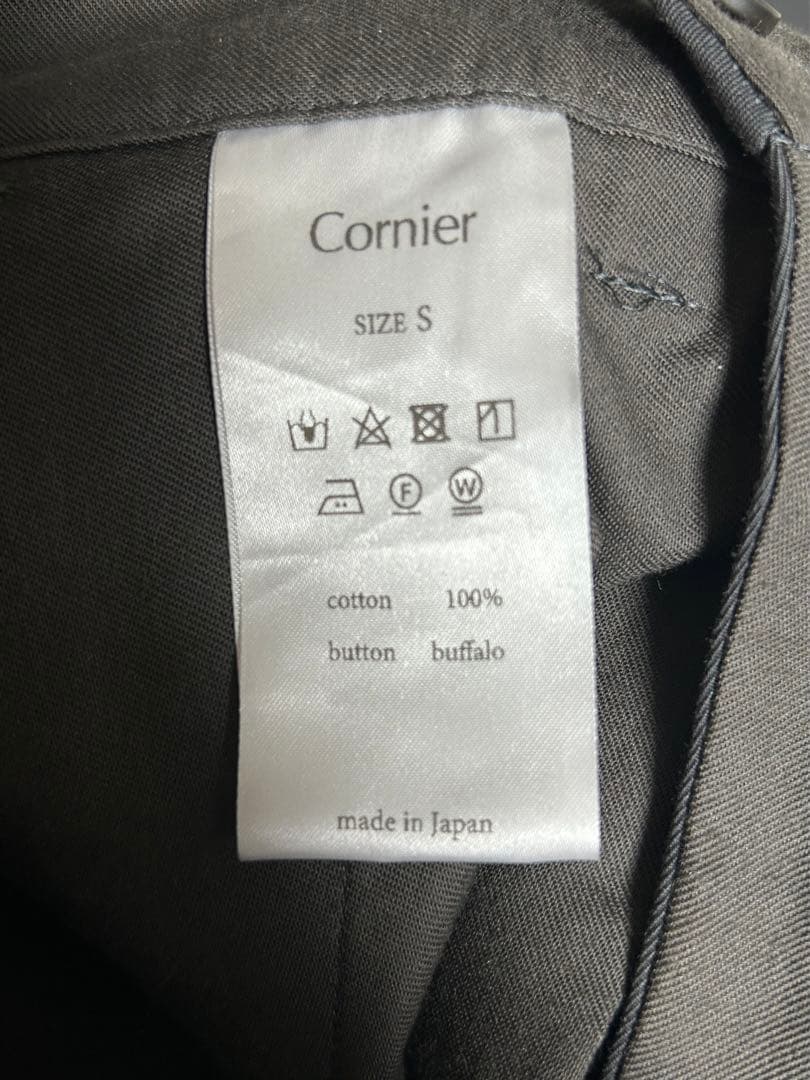 Cornier
SIZE S
F W
cotton 100%
button buffalo
made in Japan